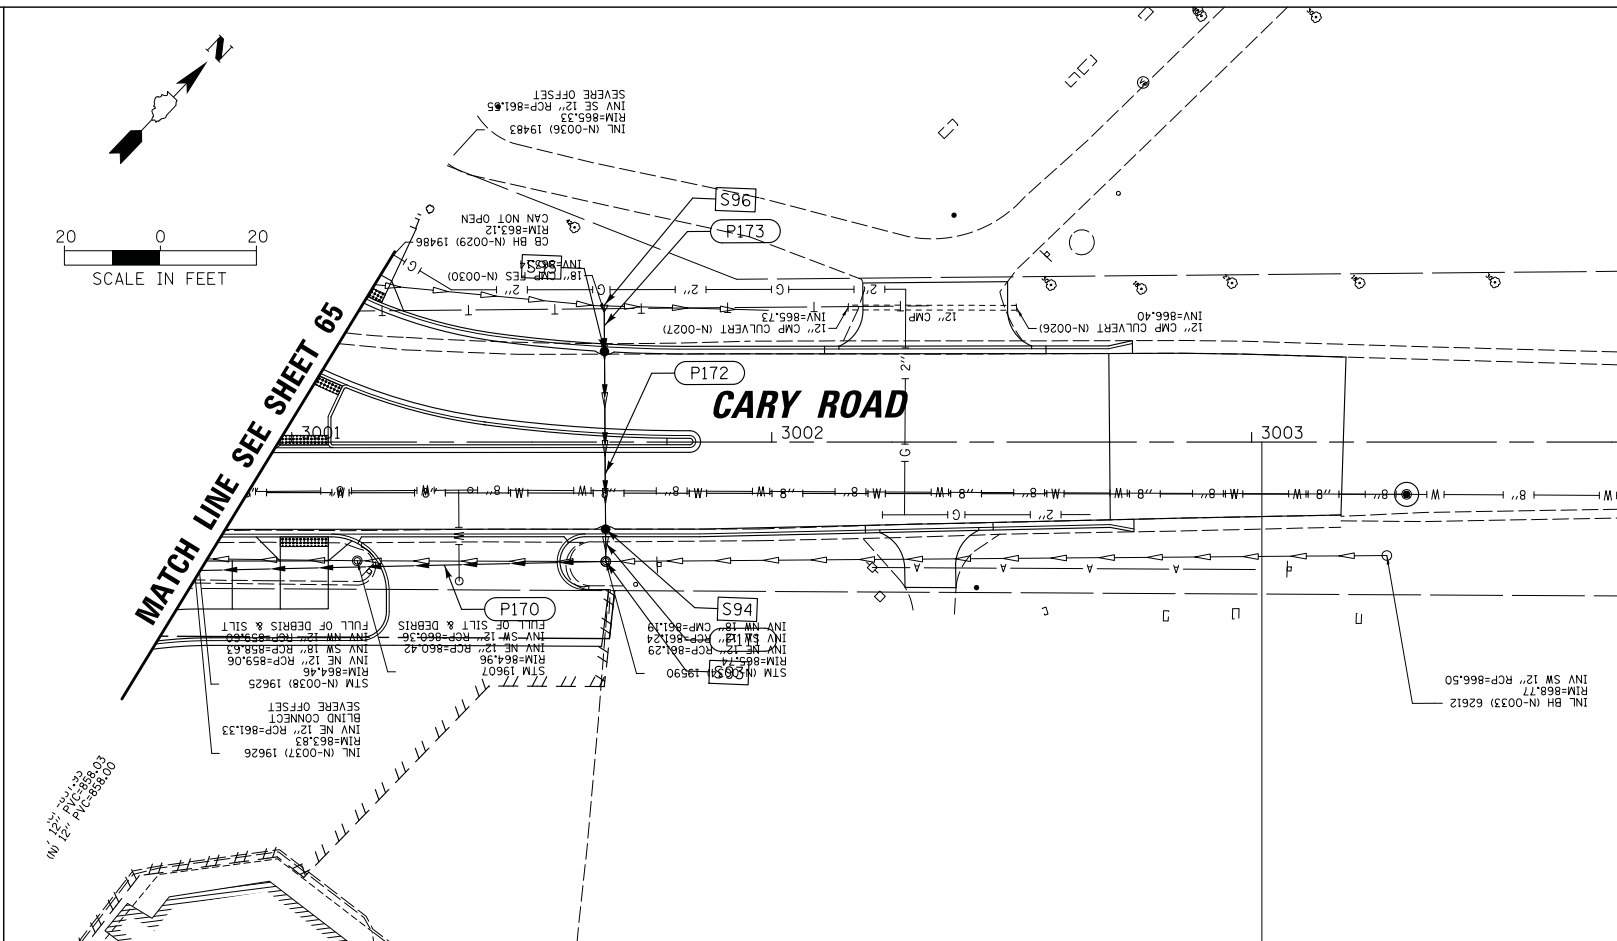 N
20 0 20
SCALE IN FEET
MATCH LINE SEE SHEET 65
CARY ROAD
3001
3002
3003
S96
P173
P172
P170
S94
S93
INL (N-0036) 19483
RIM=865.33
INV SE 12" RCP=861.65
SEVERE OFFSET
CB BH (N-0029) 19486
RIM=863.12
CAN NOT OPEN
18" CMP FES (N-0030)
12" CMP CULVERT (N-0027)
INV=865.73
12" CMP
12" CMP CULVERT (N-0026)
INV=866.40
STM (N-0038) 19625
RIM=864.46
INV NE 12" RCP=859.06
INV SW 18" RCP=858.63
INV NW 12" RCP=859.60
FULL OF DEBRIS & SILT
INL (N-0037) 19626
RIM=863.83
INV NE 12" RCP=861.33
BLIND CONNECT
SEVERE OFFSET
STM 19607
RIM=864.96
INV NE 12" RCP=860.42
INV SW 12" RCP=860.36
FULL OF SILT & DEBRIS
STM (N-0034) 19590
RIM=865.74
INV NE 12" RCP=861.29
INV SW 12" RCP=861.24
INV NW 18" CMP=861.19
INL BH (N-0033) 62612
RIM=868.77
INV SW 12" RCP=866.50
12" PVC=858.03
(N) 12" PVC=858.00